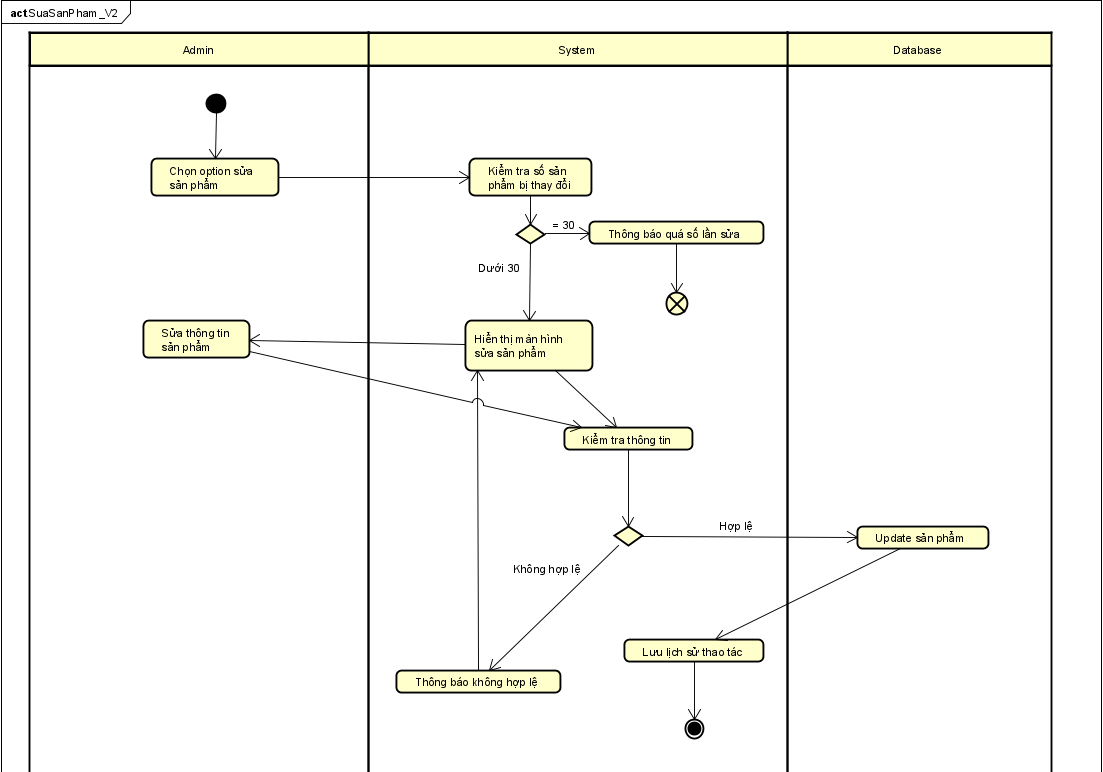 act SuaSanPham_V2
Admin
System
Database
Chọn option sửa
sản phẩm
Kiểm tra số sản
phẩm bị thay đổi
= 30
Thông báo quá số lần sửa
Dưới 30
Sửa thông tin
sản phẩm
Hiển thị màn hình
sửa sản phẩm
Kiểm tra thông tin
Hợp lệ
Update sản phẩm
Không hợp lệ
Lưu lịch sử thao tác
Thông báo không hợp lệ